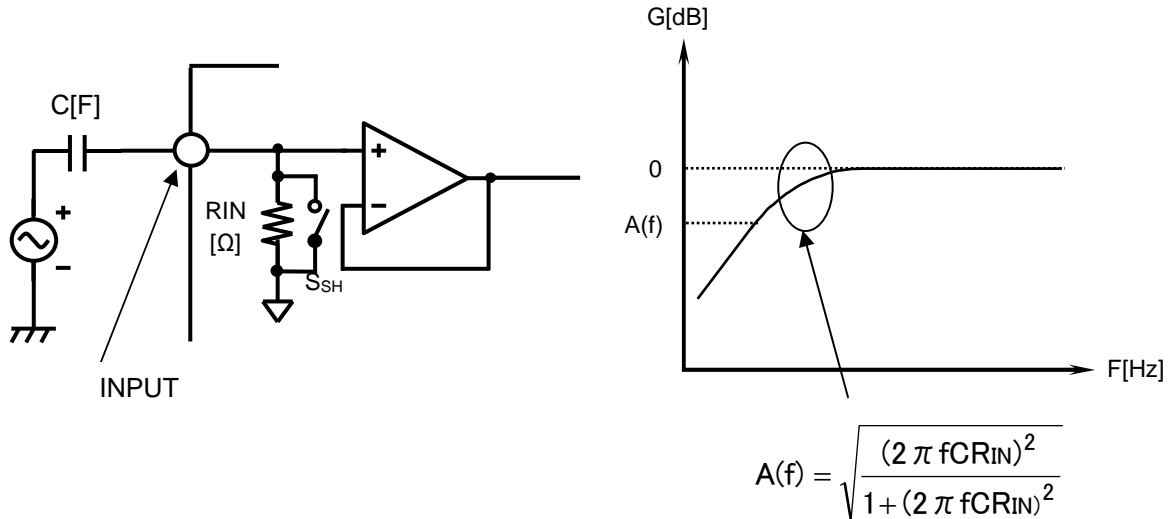 C[F]
+
−
INPUT
RIN
[Ω]
SSH
+
−
G[dB]
0
A(f)
F[Hz]
A(f) = √((2πfCRIN)² / (1+(2πfCRIN)²))